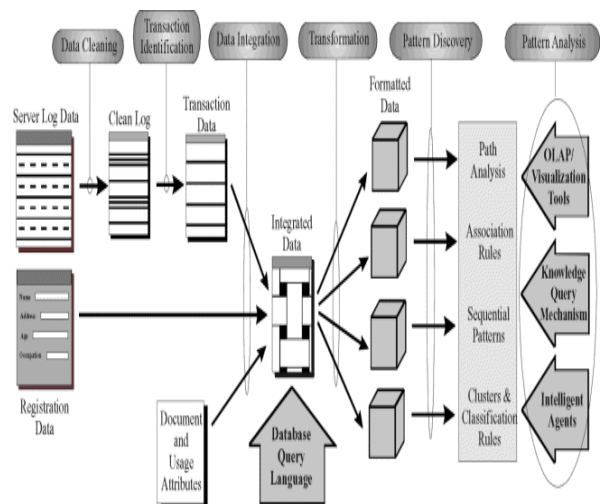 Data Cleaning
Transaction
Identification
Data Integration
Transformation
Pattern Discovery
Pattern Analysis
Server Log Data
Clean Log
Transaction
Data
Formatted
Data
Integrated
Data
Path
Analysis
Association
Rules
Sequential
Patterns
Clusters &
Classification
Rules
OLAP/
Visualization
Tools
Knowledge
Query
Mechanism
Intelligent
Agents
Name
Address
Age
Occupation
Registration
Data
Document
and
Usage
Attributes
Database
Query
Language